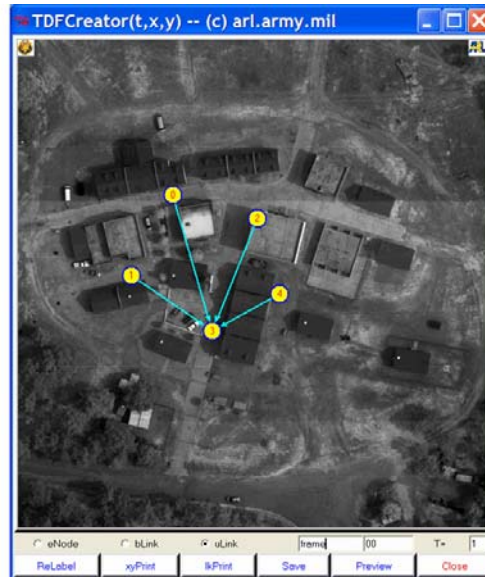 TDFCreator(t,x,y) -- (c) arl.army.mil
0
2
1
4
3
eNode bLink uLink frame 00 T= 1
ReLabel xyPrint lkPrint Save Preview Close